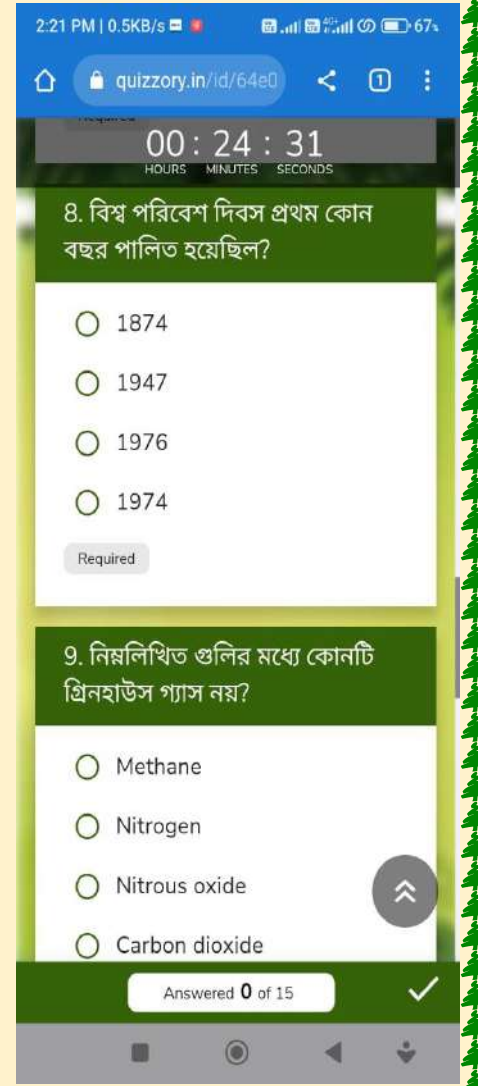 2:21 PM | 0.5KB/s
67%
quizzory.in/id/64e0
1
Required
00 : 24 : 31
HOURS MINUTES SECONDS
8. বিশ্ব পরিবেশ দিবস প্রথম কোন
বছর পালিত হয়েছিল?
1874
1947
1976
1974
Required
9. নিম্নলিখিত গুলির মধ্যে কোনটি
গ্রিনহাউস গ্যাস নয়?
Methane
Nitrogen
Nitrous oxide
Carbon dioxide
Answered 0 of 15